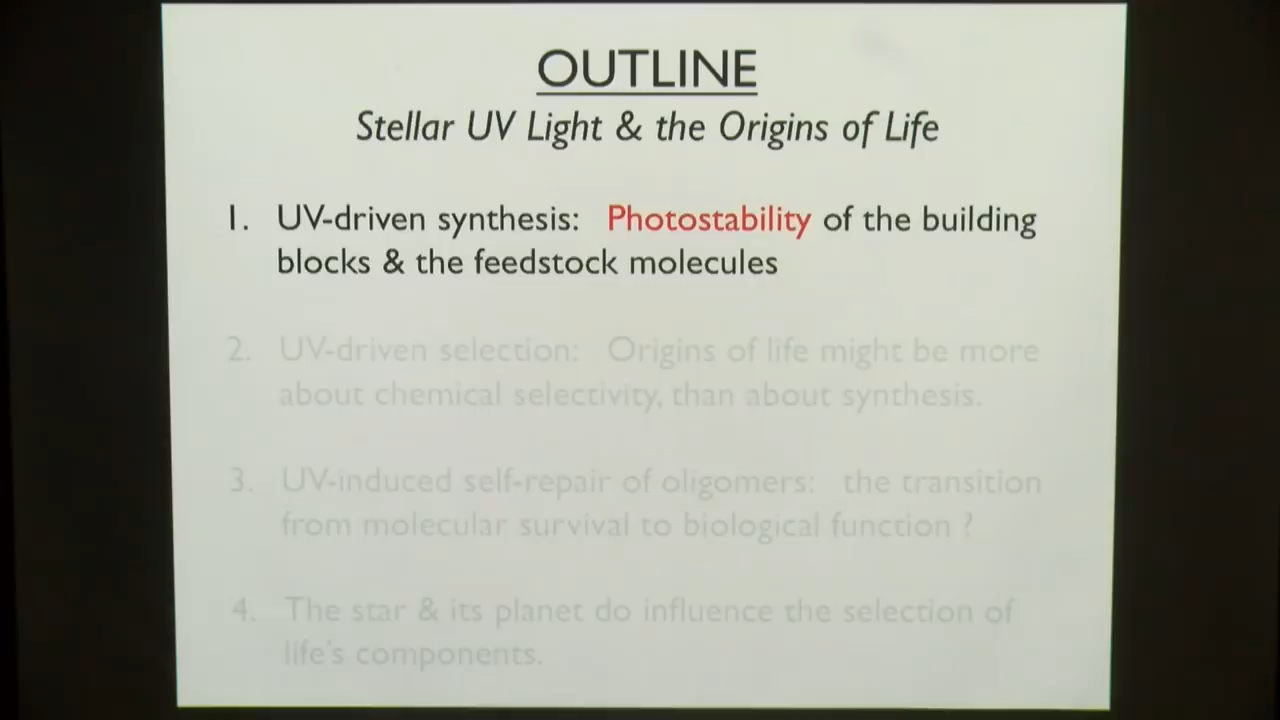 OUTLINE
Stellar UV Light & the Origins of Life
1. UV-driven synthesis: Photostability of the building
blocks & the feedstock molecules
2. UV-driven selection: Origins of life might be more
about chemical selectivity, than about synthesis.
3. UV-induced self-repair of oligomers: the transition
from molecular survival to biological function ?
4. The star & its planet do influence the selection of
life's components.